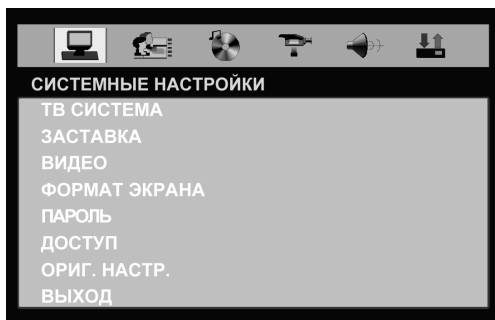 СИСТЕМНЫЕ НАСТРОЙКИ
ТВ СИСТЕМА
ЗАСТАВКА
ВИДЕО
ФОРМАТ ЭКРАНА
ПАРОЛЬ
ДОСТУП
ОРИГ. НАСТР.
ВЫХОД